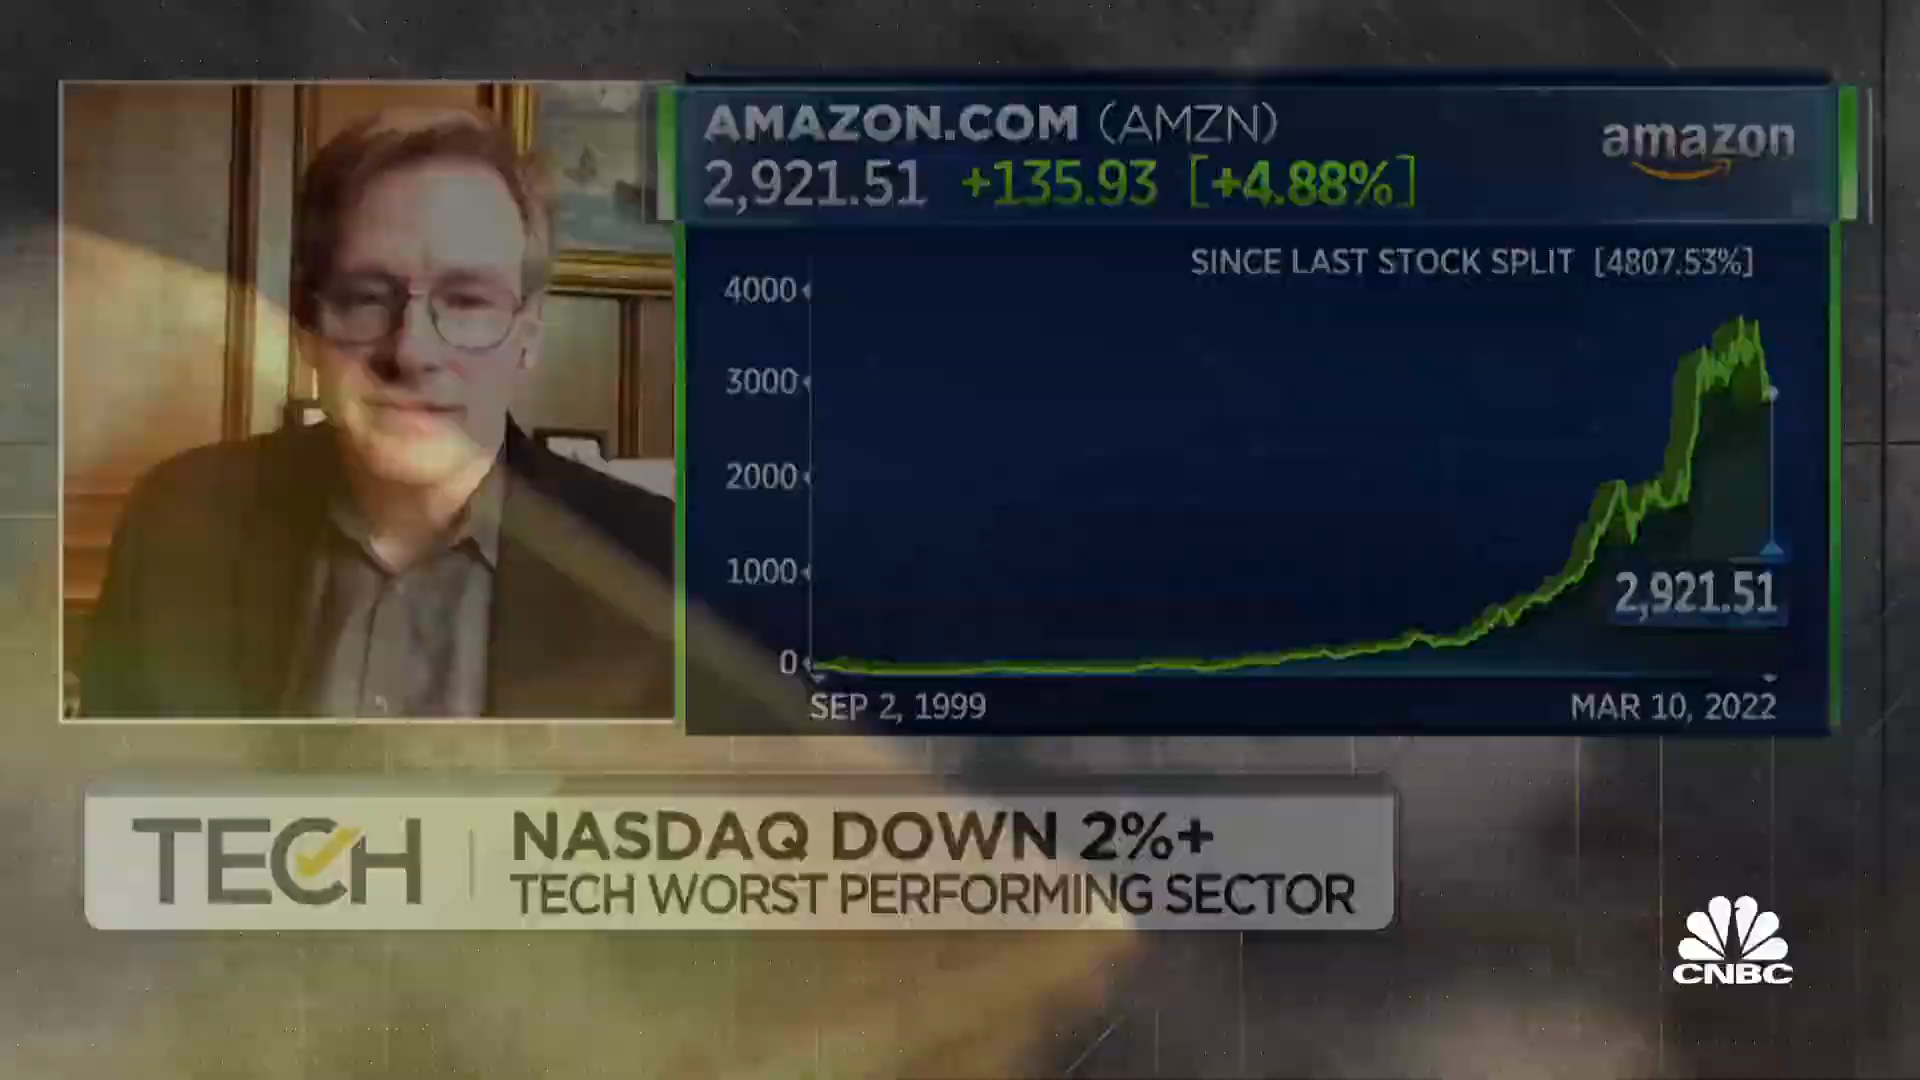 AMAZON.COM (AMZN)
2,921.51 +135.93 [+4.88%]
amazon
SINCE LAST STOCK SPLIT [4807.53%]
4000
3000
2000
1000
0
2,921.51
SEP 2, 1999
MAR 10, 2022
TECH
NASDAQ DOWN 2%+
TECH WORST PERFORMING SECTOR
CNBC